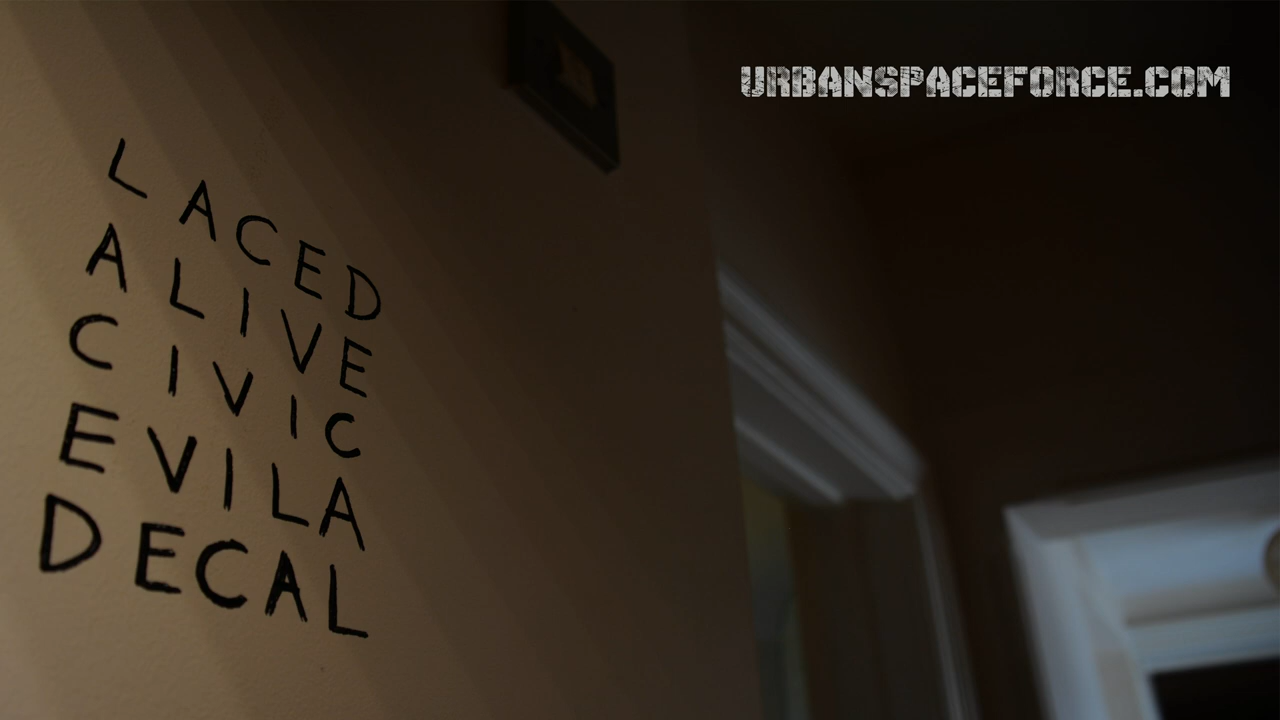 URBANSPACEFORCE.COM
LACED
ALIVE
CIVIC
EVILA
DECAL